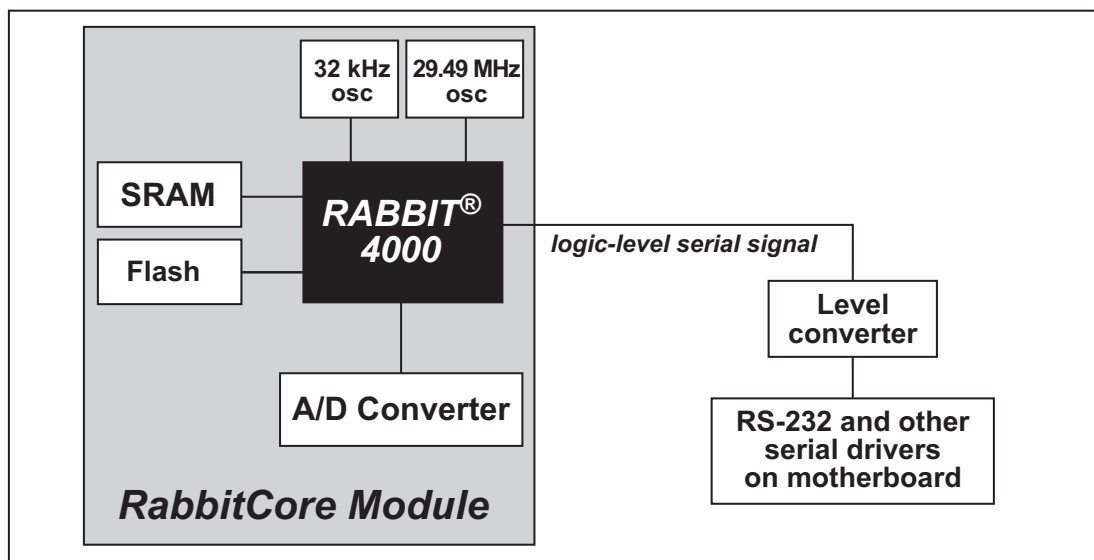 32 kHz
osc
29.49 MHz
osc
SRAM
Flash
RABBIT®
4000
logic-level serial signal
Level
converter
A/D Converter
RS-232 and other
serial drivers
on motherboard
RabbitCore Module